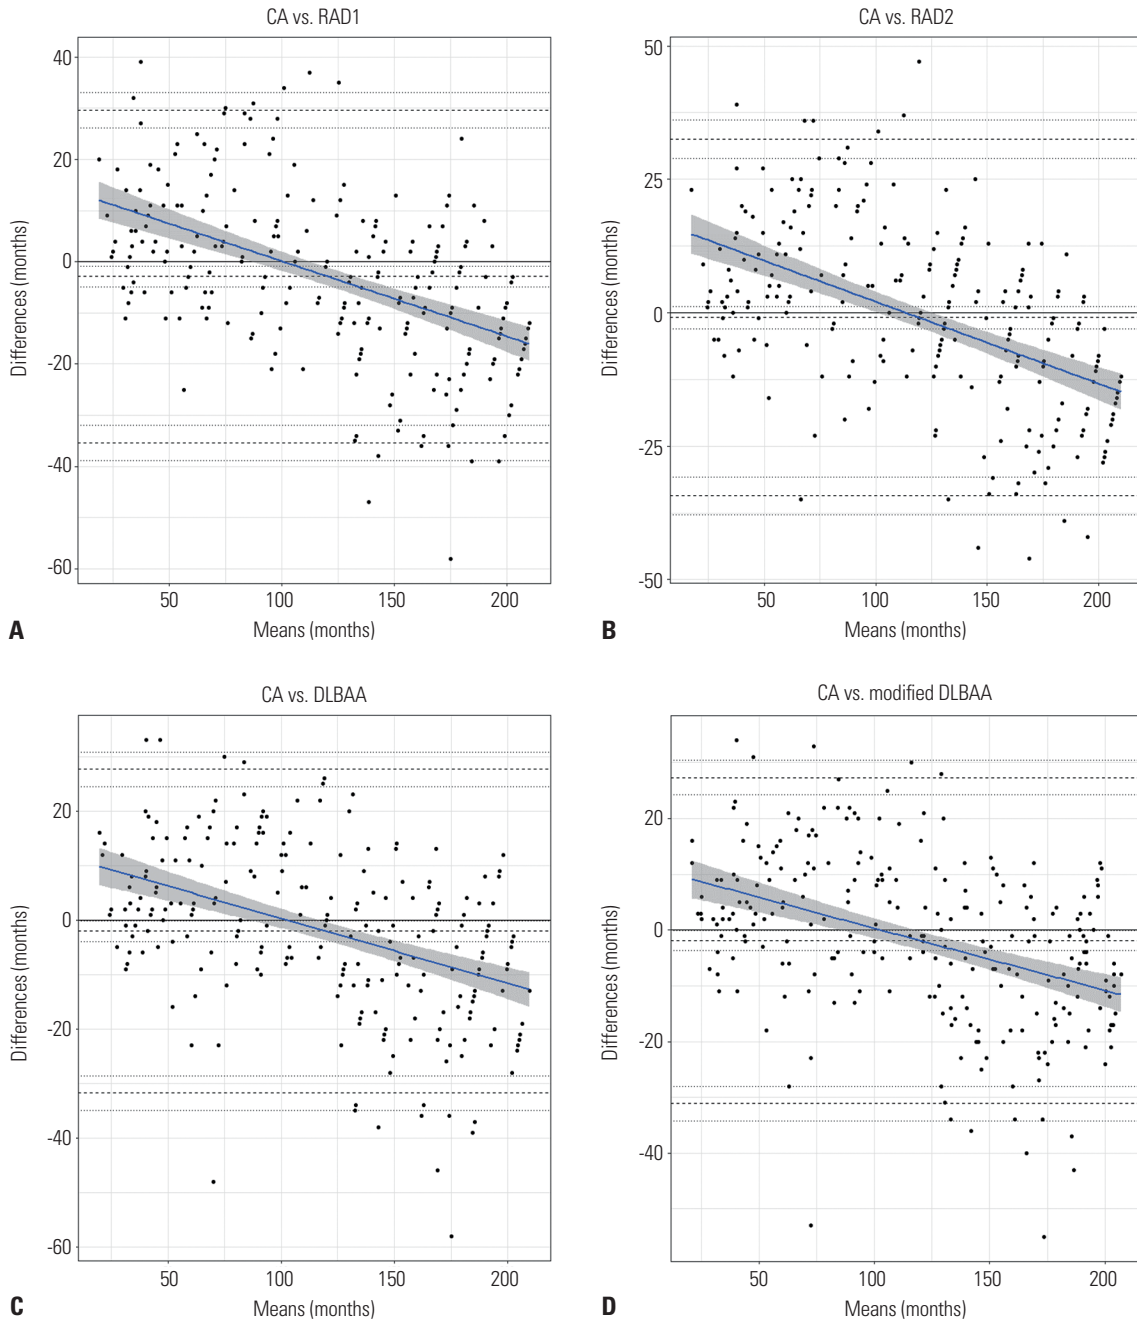 CA vs. RAD1
40
20
0
-20
-40
-60
Differences (months)
50 100 150 200
Means (months)
A
CA vs. RAD2
50
25
0
-25
-50
Differences (months)
50 100 150 200
Means (months)
B
CA vs. DLBAA
20
0
-20
-40
-60
Differences (months)
50 100 150 200
Means (months)
C
CA vs. modified DLBAA
20
0
-20
-40
Differences (months)
50 100 150 200
Means (months)
D